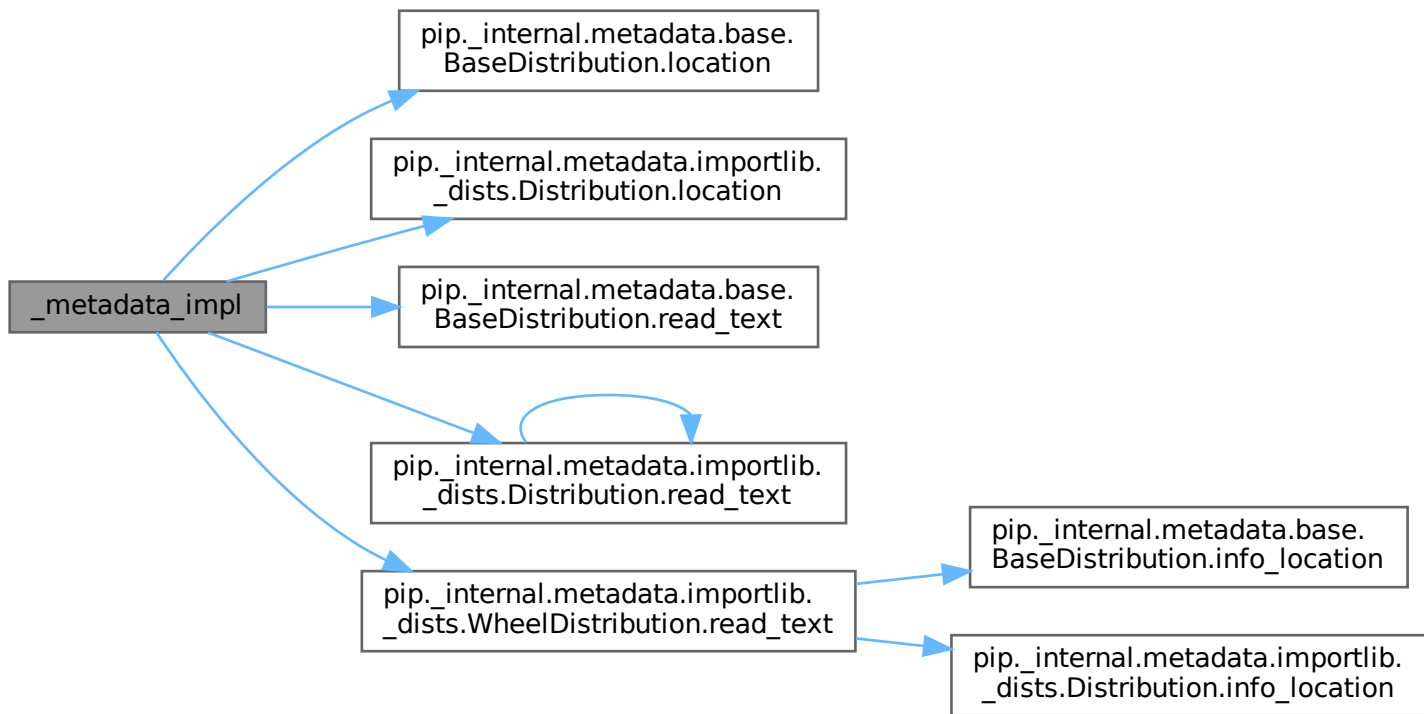 pip._internal.metadata.base.
BaseDistribution.location
pip._internal.metadata.importlib.
_dists.Distribution.location
_metadata_impl
pip._internal.metadata.base.
BaseDistribution.read_text
pip._internal.metadata.importlib.
_dists.Distribution.read_text
pip._internal.metadata.importlib.
_dists.WheelDistribution.read_text
pip._internal.metadata.base.
BaseDistribution.info_location
pip._internal.metadata.importlib.
_dists.Distribution.info_location